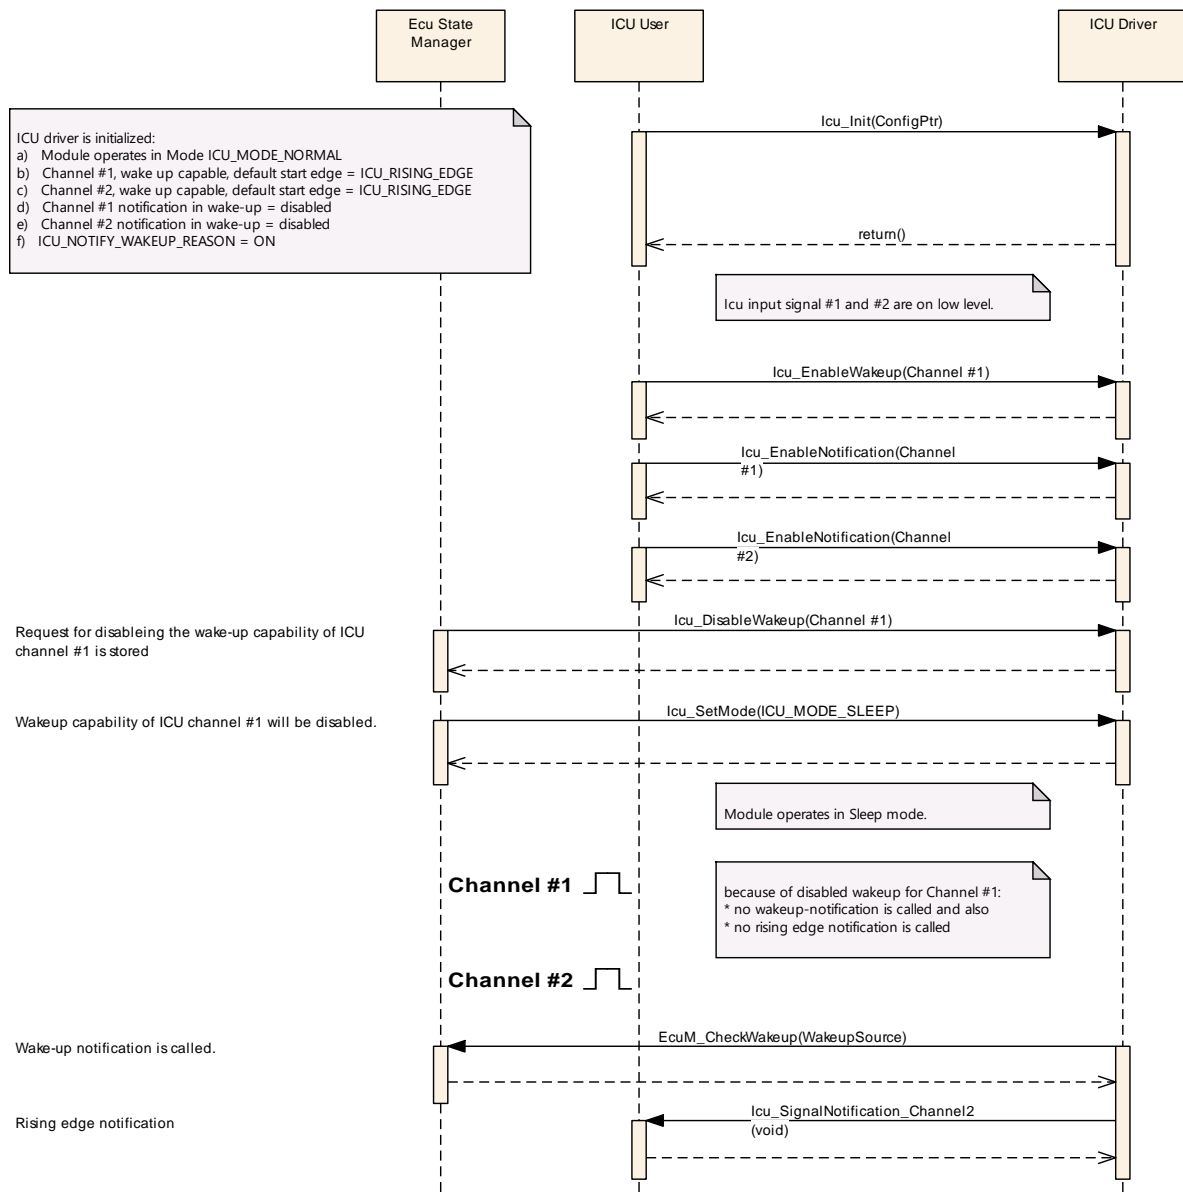 Ecu State
Manager
ICU User
ICU Driver
ICU driver is initialized:
a) Module operates in Mode ICU_MODE_NORMAL
b) Channel #1, wake up capable, default start edge = ICU_RISING_EDGE
c) Channel #2, wake up capable, default start edge = ICU_RISING_EDGE
d) Channel #1 notification in wake-up = disabled
e) Channel #2 notification in wake-up = disabled
f) ICU_NOTIFY_WAKEUP_REASON = ON
Icu_Init(ConfigPtr)
return()
Icu input signal #1 and #2 are on low level.
Icu_EnableWakeup(Channel #1)
Icu_EnableNotification(Channel
#1)
Icu_EnableNotification(Channel
#2)
Request for disableing the wake-up capability of ICU
channel #1 is stored
Icu_DisableWakeup(Channel #1)
Wakeup capability of ICU channel #1 will be disabled.
Icu_SetMode(ICU_MODE_SLEEP)
Module operates in Sleep mode.
Channel #1
because of disabled wakeup for Channel #1:
* no wakeup-notification is called and also
* no rising edge notification is called
Channel #2
Wake-up notification is called.
EcuM_CheckWakeup(WakeupSource)
Rising edge notification
Icu_SignalNotification_Channel2
(void)